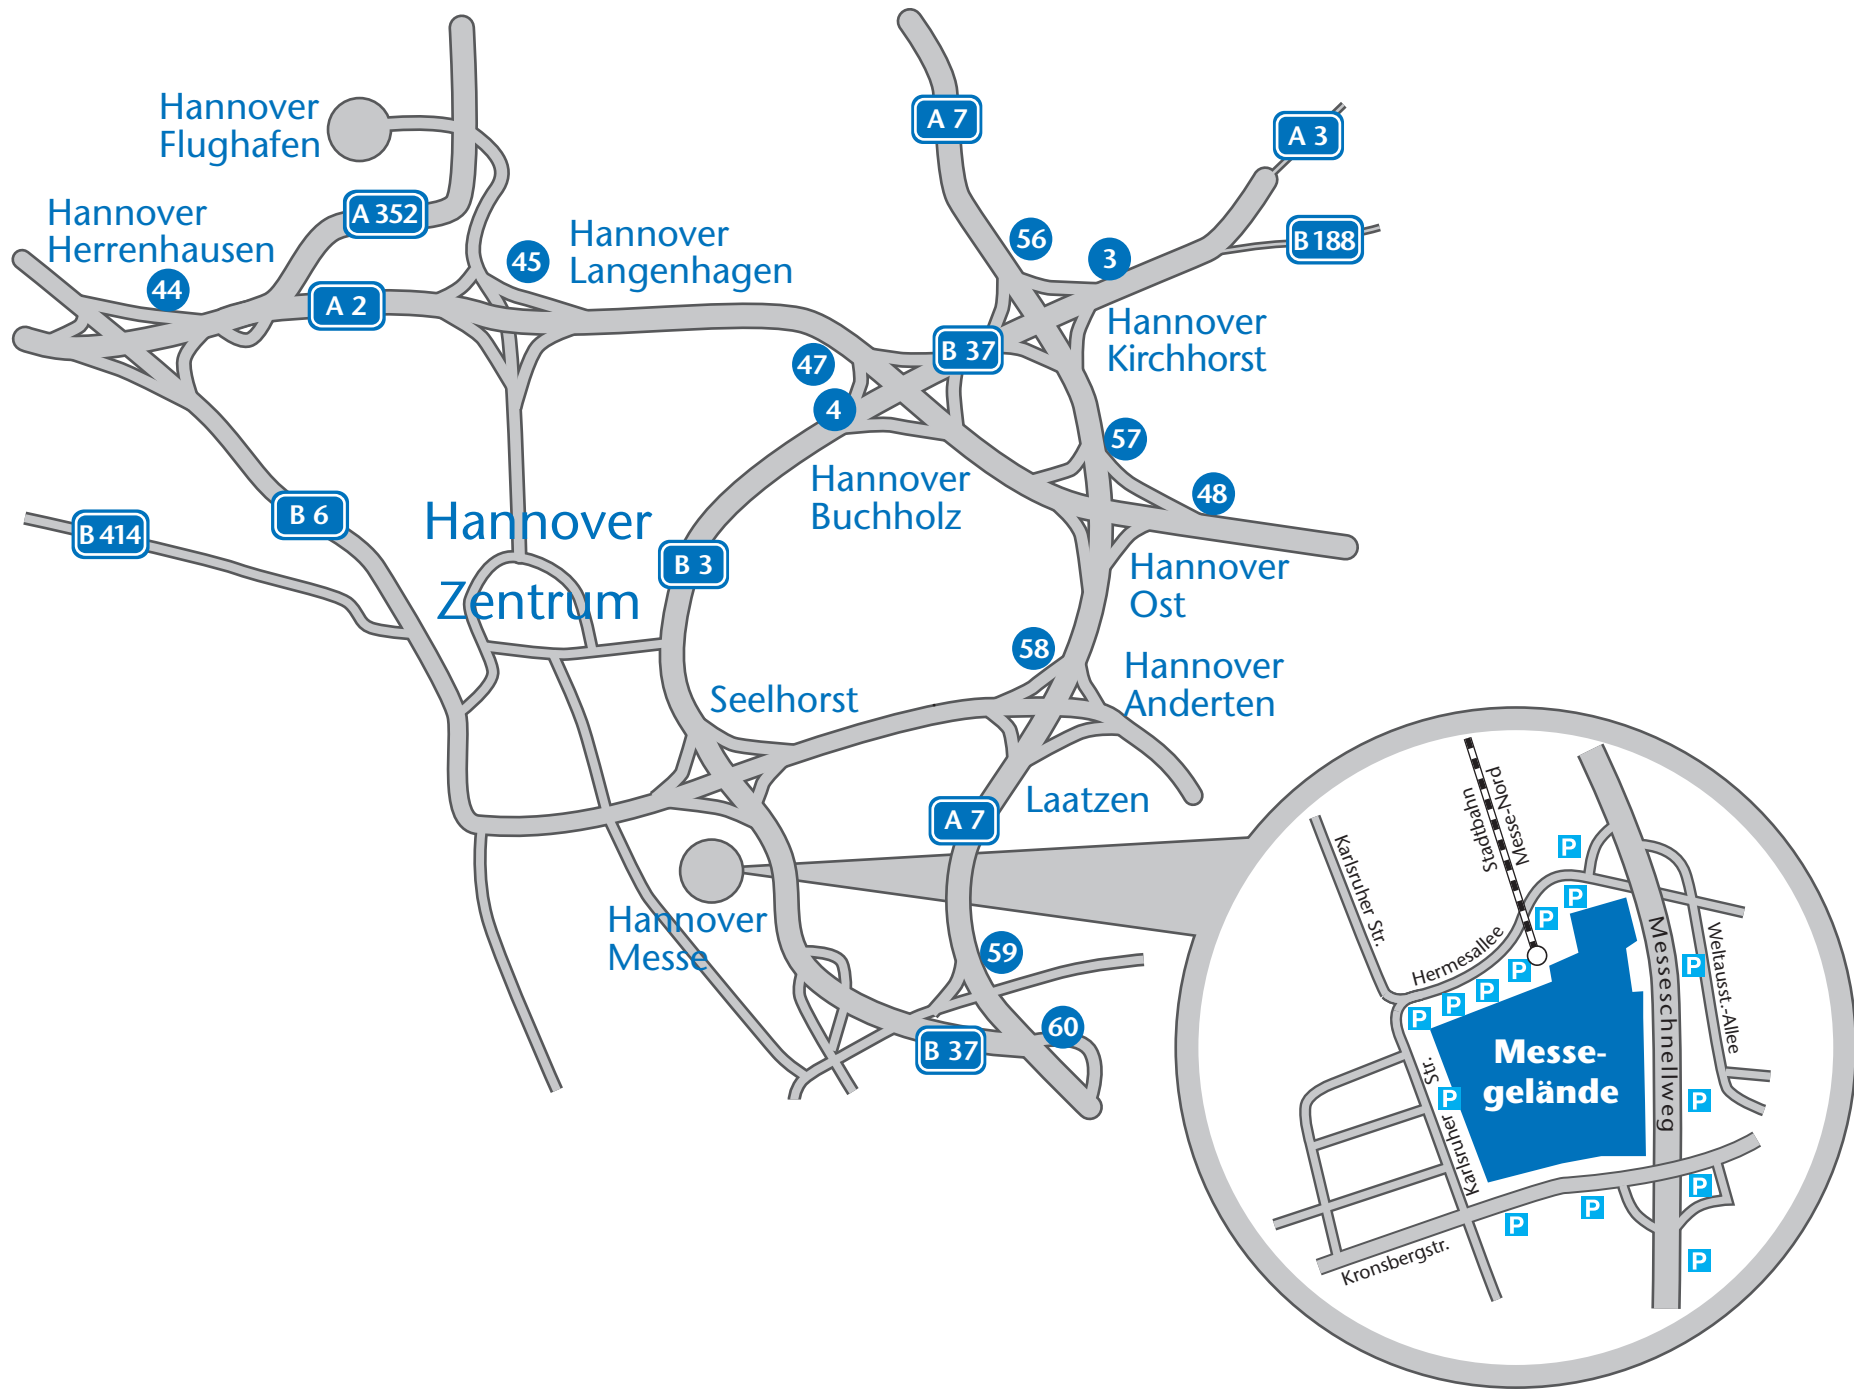 A 7
Hannover
Flughafen
A 3
A 352
Hannover
Herrenhausen
44
45
Hannover
Langenhagen
56
3
B 188
A 2
Hannover
Kirchhorst
B 37
47
4
57
48
Hannover
Buchholz
B 6
B 414
Hannover
Zentrum
B 3
Hannover
Ost
58
Hannover
Anderten
Seelhorst
Laatzen
A 7
Hannover
Messe
59
60
B 37
Stadtbahn
Messe-Nord
Karlsruher Str.
P
P
P
Hermesallee
P
P
P
P
P
P
Messeschnellweg
Weltausst.-Allee
Messe-
gelände
Karlsruher Str.
P
P
P
P
P
P
Kronsbergstr.